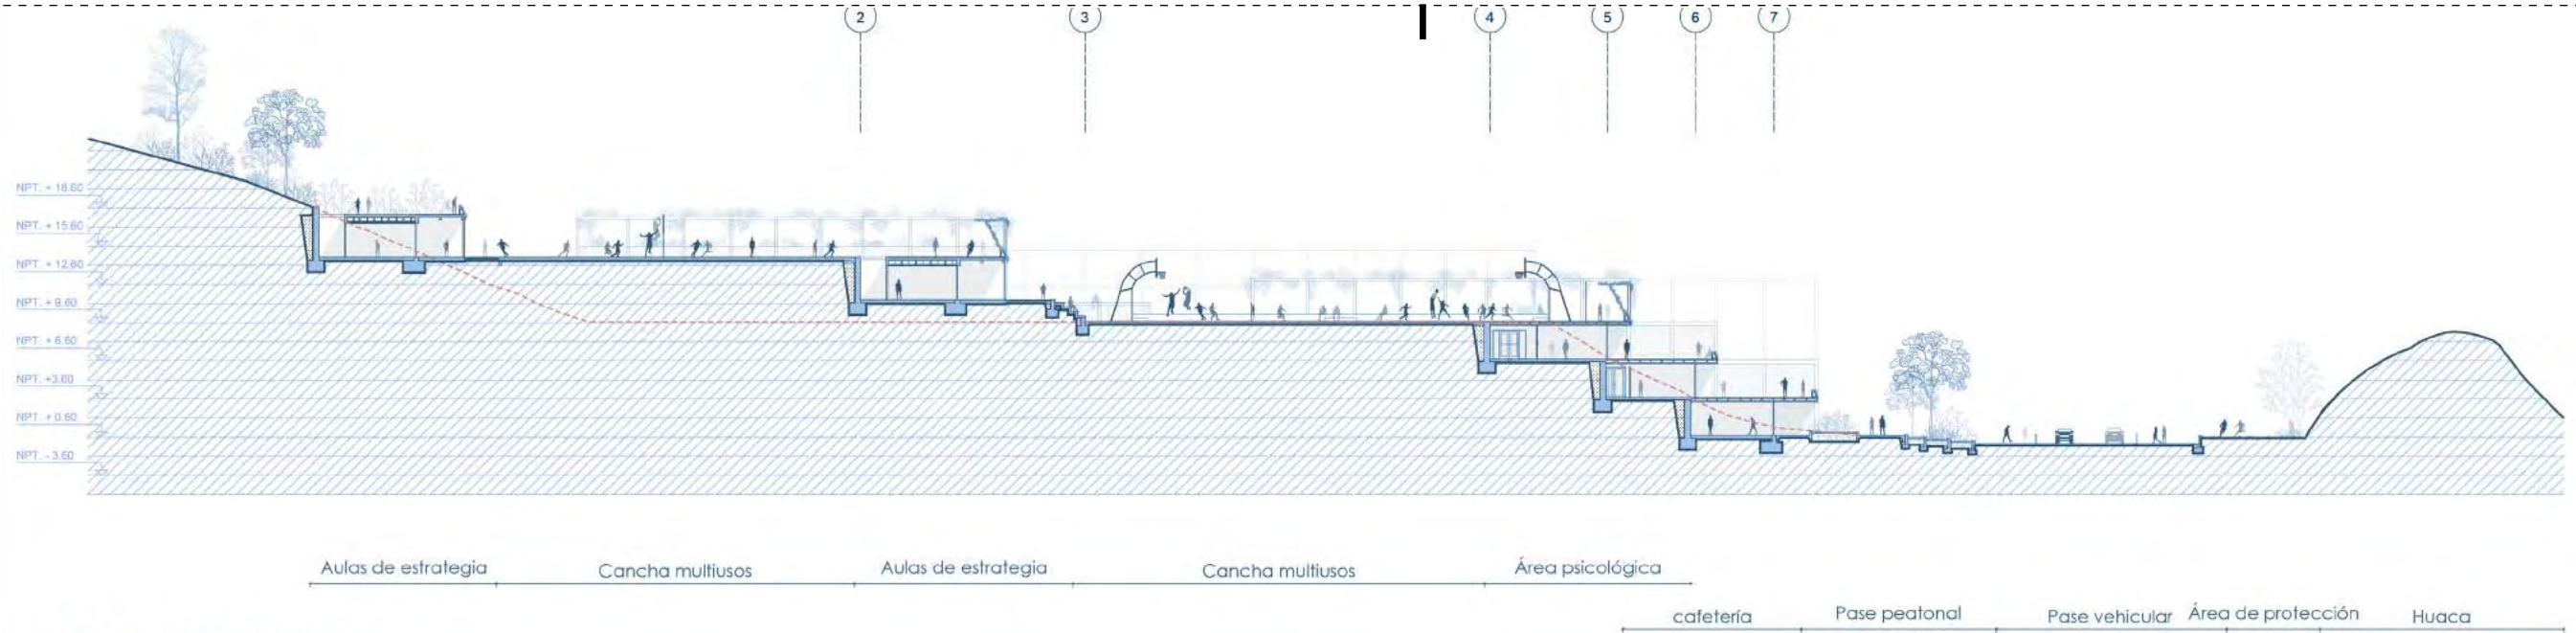 2 3 4 5 6 7
NPT. + 18.60
NPT. + 15.60
NPT. + 12.60
NPT. + 9.60
NPT. + 6.60
NPT. +3.60
NPT. + 0.60
NPT. - 3.60
Aulas de estrategia Cancha multiusos Aulas de estrategia Cancha multiusos Área psicológica
cafetería Pase peatonal Pase vehicular Área de protección Huaca